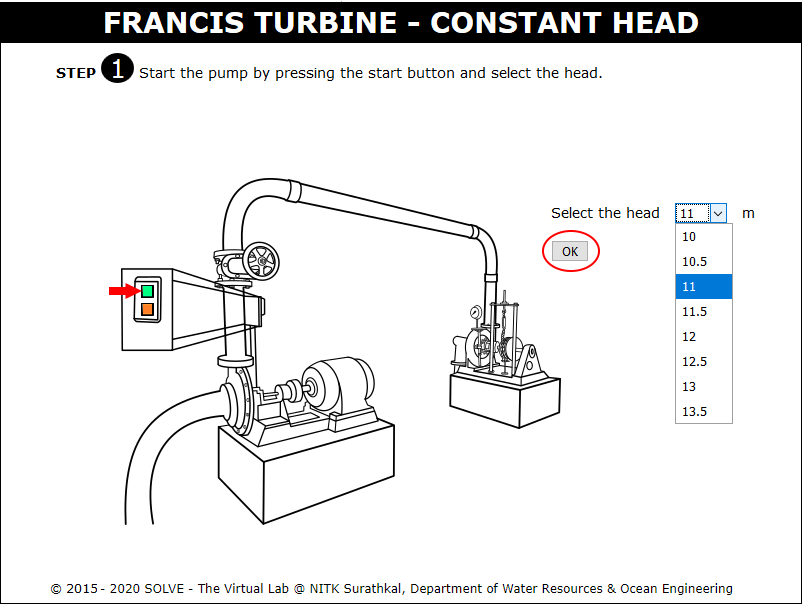 FRANCIS TURBINE - CONSTANT HEAD
STEP 1 Start the pump by pressing the start button and select the head.
Select the head 11 m
OK
10
10.5
11
11.5
12
12.5
13
13.5
© 2015 - 2020 SOLVE - The Virtual Lab @ NITK Surathkal, Department of Water Resources & Ocean Engineering